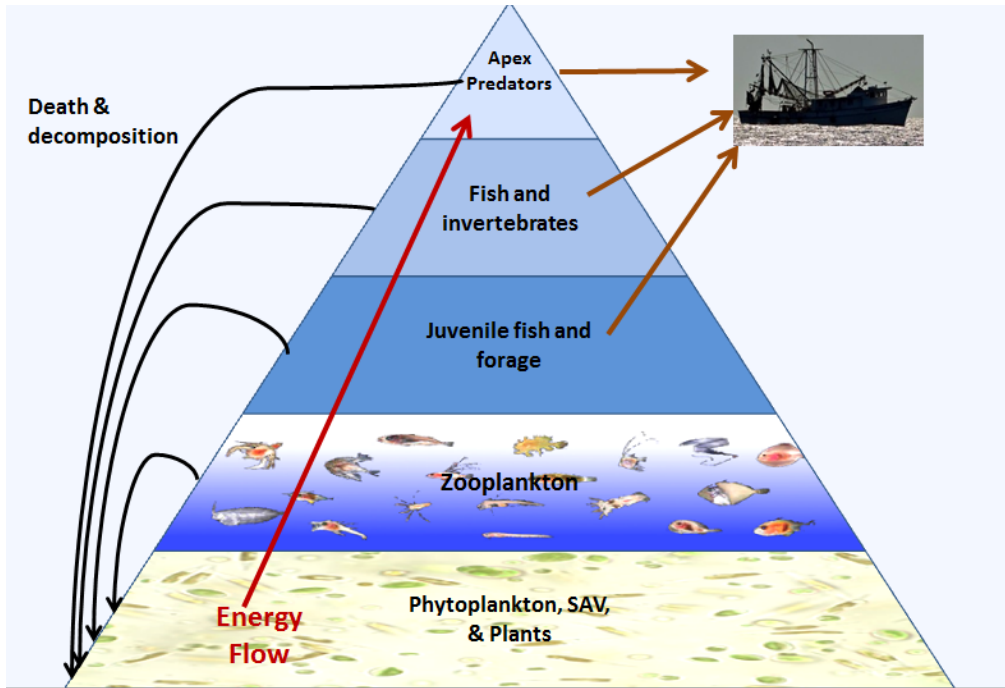 Apex
Predators
Death &
decomposition
Fish and
invertebrates
Juvenile fish and
forage
Zooplankton
Phytoplankton, SAV,
& Plants
Energy
Flow